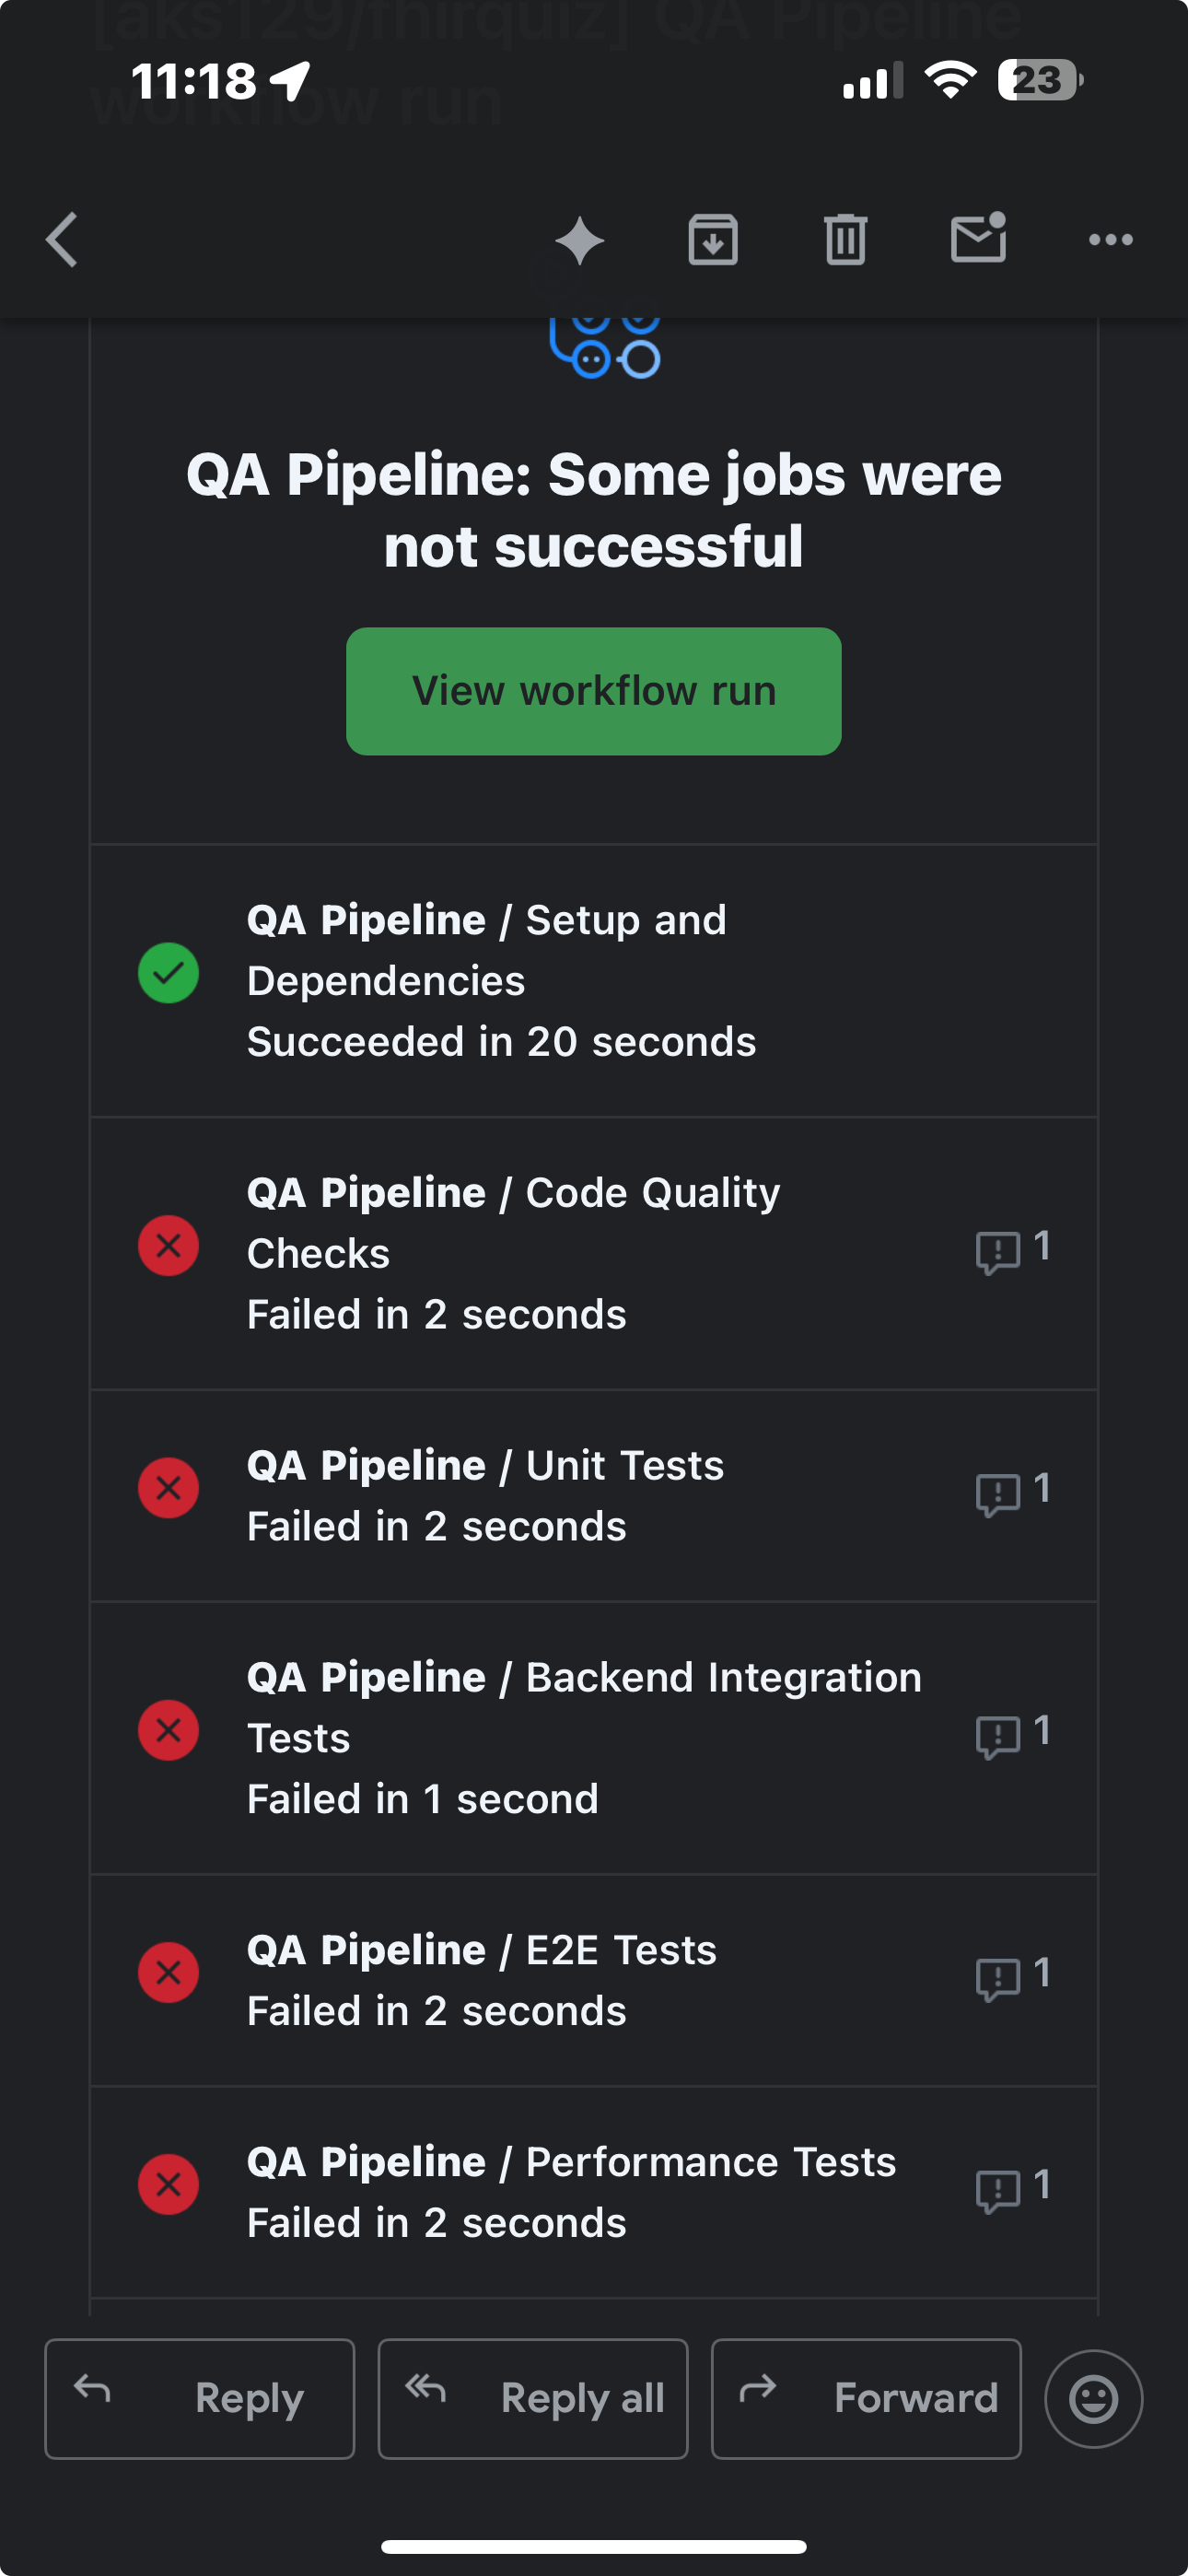 [aks129/fhirquiz] QA Pipeline
workflow run
11:18
23
QA Pipeline: Some jobs were
not successful
View workflow run
QA Pipeline / Setup and
Dependencies
Succeeded in 20 seconds
QA Pipeline / Code Quality
Checks
Failed in 2 seconds
1
QA Pipeline / Unit Tests
Failed in 2 seconds
1
QA Pipeline / Backend Integration
Tests
Failed in 1 second
1
QA Pipeline / E2E Tests
Failed in 2 seconds
1
QA Pipeline / Performance Tests
Failed in 2 seconds
1
Reply
Reply all
Forward